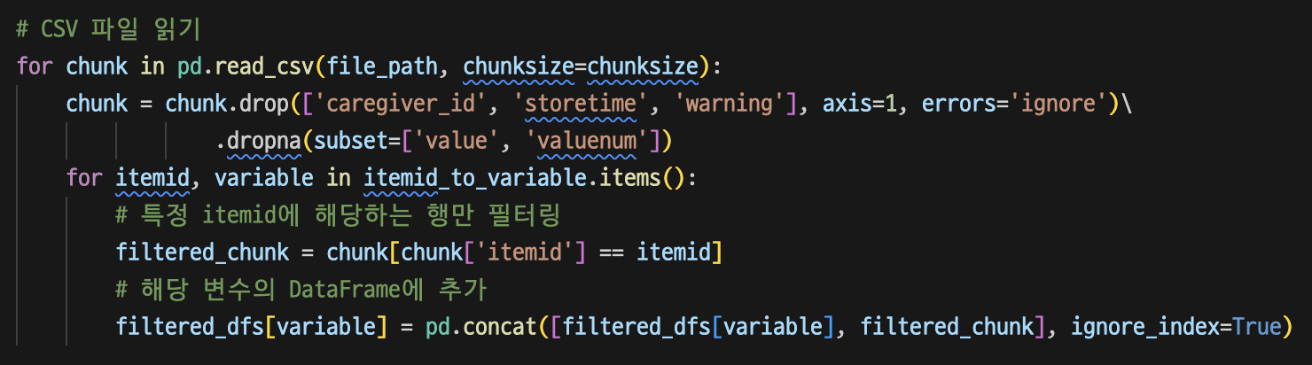 # CSV 파일 읽기
for chunk in pd.read_csv(file_path, chunksize=chunksize):
    chunk = chunk.drop(['caregiver_id', 'storetime', 'warning'], axis=1, errors='ignore')\
                .dropna(subset=['value', 'valuenum'])
    for itemid, variable in itemid_to_variable.items():
        # 특정 itemid에 해당하는 행만 필터링
        filtered_chunk = chunk[chunk['itemid'] == itemid]
        # 해당 변수의 DataFrame에 추가
        filtered_dfs[variable] = pd.concat([filtered_dfs[variable], filtered_chunk], ignore_index=True)